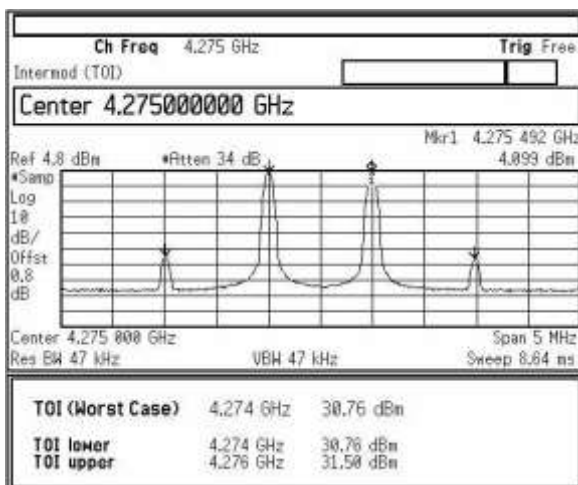 Ch Freq 4.275 GHz Trig Free
Intermod (TOI)
Center 4.275000000 GHz
Mkr1 4.275 492 GHz
Ref 4.8 dBm *Atten 34 dB 4.099 dBm
*Samp
Log
10
dB/
Offst
0.8
dB
Center 4.275 000 GHz Span 5 MHz
Res BW 47 kHz VBW 47 kHz Sweep 8.64 ms
TOI (Worst Case) 4.274 GHz 30.76 dBm
TOI lower 4.274 GHz 30.76 dBm
TOI upper 4.276 GHz 31.50 dBm